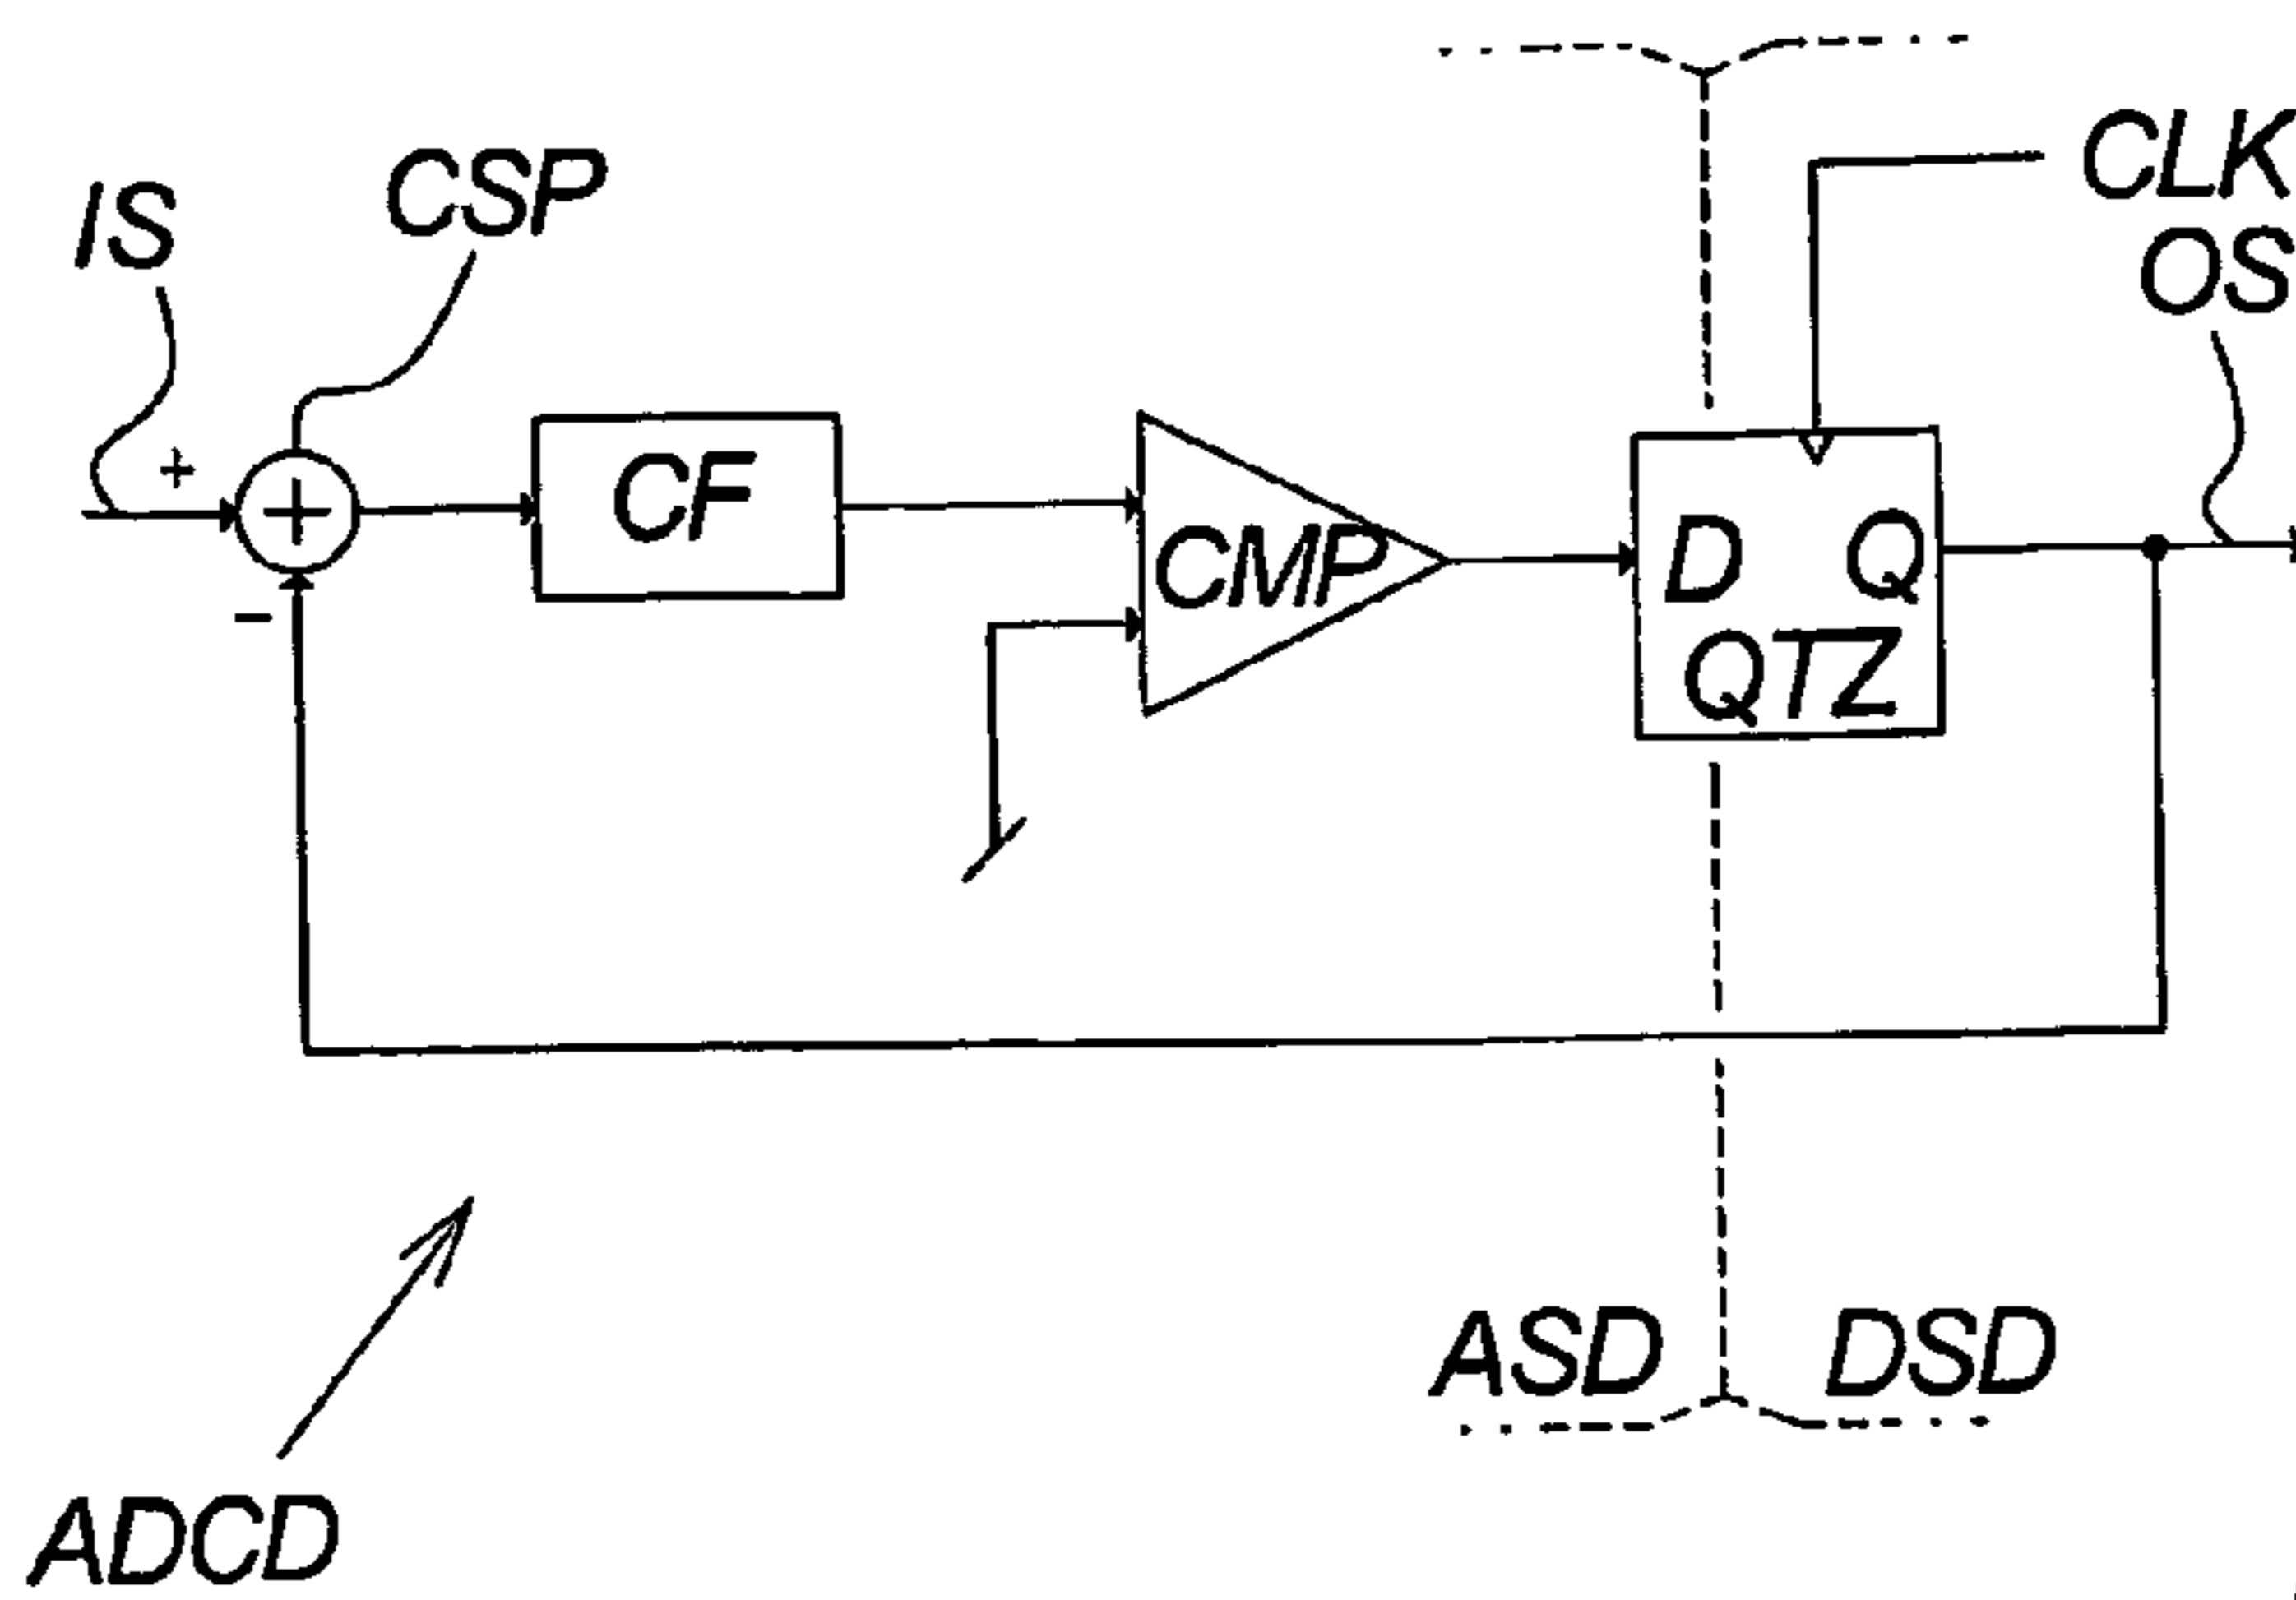 CLK
CSP
IS
OS
+
+
CF
CMP
D Q
-
QTZ
ASD DSD
ADCD